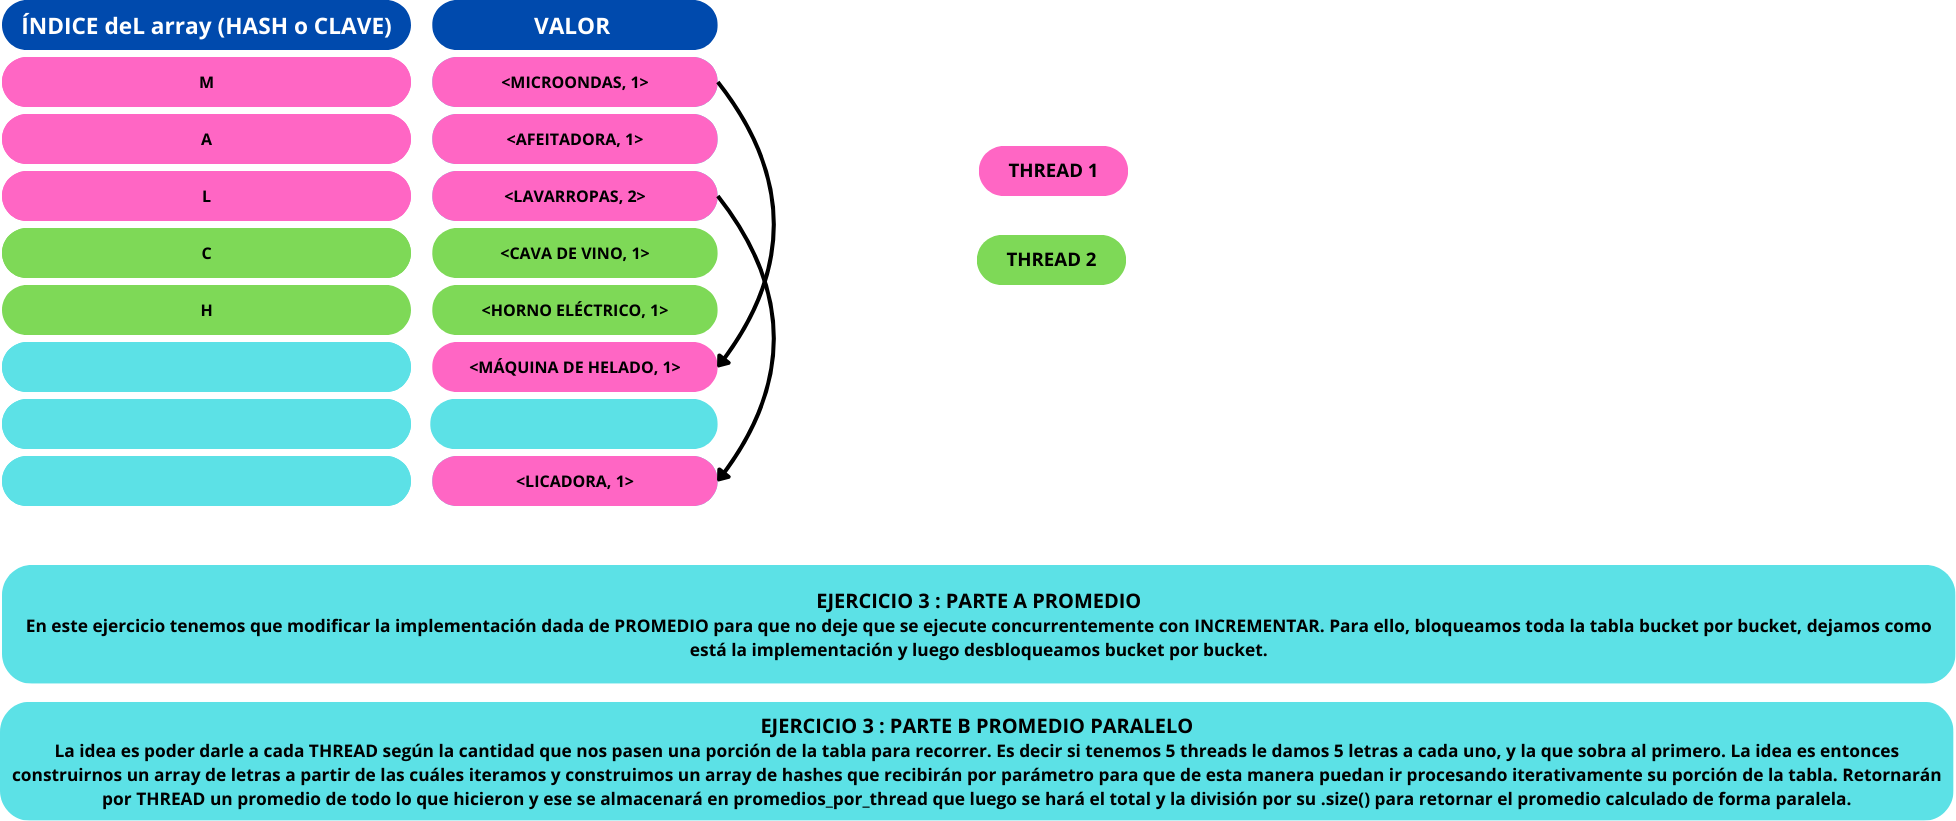 ÍNDICE deL array (HASH o CLAVE)
VALOR
M
<MICROONDAS, 1>
A
<AFEITADORA, 1>
L
<LAVARROPAS, 2>
C
<CAVA DE VINO, 1>
H
<HORNO ELÉCTRICO, 1>
<MÁQUINA DE HELADO, 1>
<LICADORA, 1>
THREAD 1
THREAD 2
EJERCICIO 3 : PARTE A PROMEDIO
En este ejercicio tenemos que modificar la implementación dada de PROMEDIO para que no deje que se ejecute concurrentemente con INCREMENTAR. Para ello, bloqueamos toda la tabla bucket por bucket, dejamos como
está la implementación y luego desbloqueamos bucket por bucket.
EJERCICIO 3 : PARTE B PROMEDIO PARALELO
La idea es poder darle a cada THREAD según la cantidad que nos pasen una porción de la tabla para recorrer. Es decir si tenemos 5 threads le damos 5 letras a cada uno, y la que sobra al primero. La idea es entonces
construirnos un array de letras a partir de las cuáles iteramos y construimos un array de hashes que recibirán por parámetro para que de esta manera puedan ir procesando iterativamente su porción de la tabla. Retornarán
por THREAD un promedio de todo lo que hicieron y ese se almacenará en promedios_por_thread que luego se hará el total y la división por su .size() para retornar el promedio calculado de forma paralela.